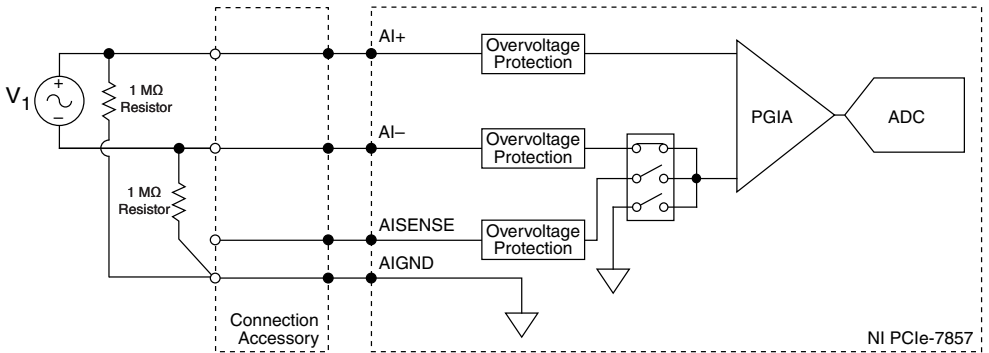 AI+
Overvoltage
Protection
V1
+
−
1 MΩ
Resistor
PGIA
ADC
AI−
Overvoltage
Protection
1 MΩ
Resistor
AISENSE
Overvoltage
Protection
AIGND
Connection
Accessory
NI PCIe-7857